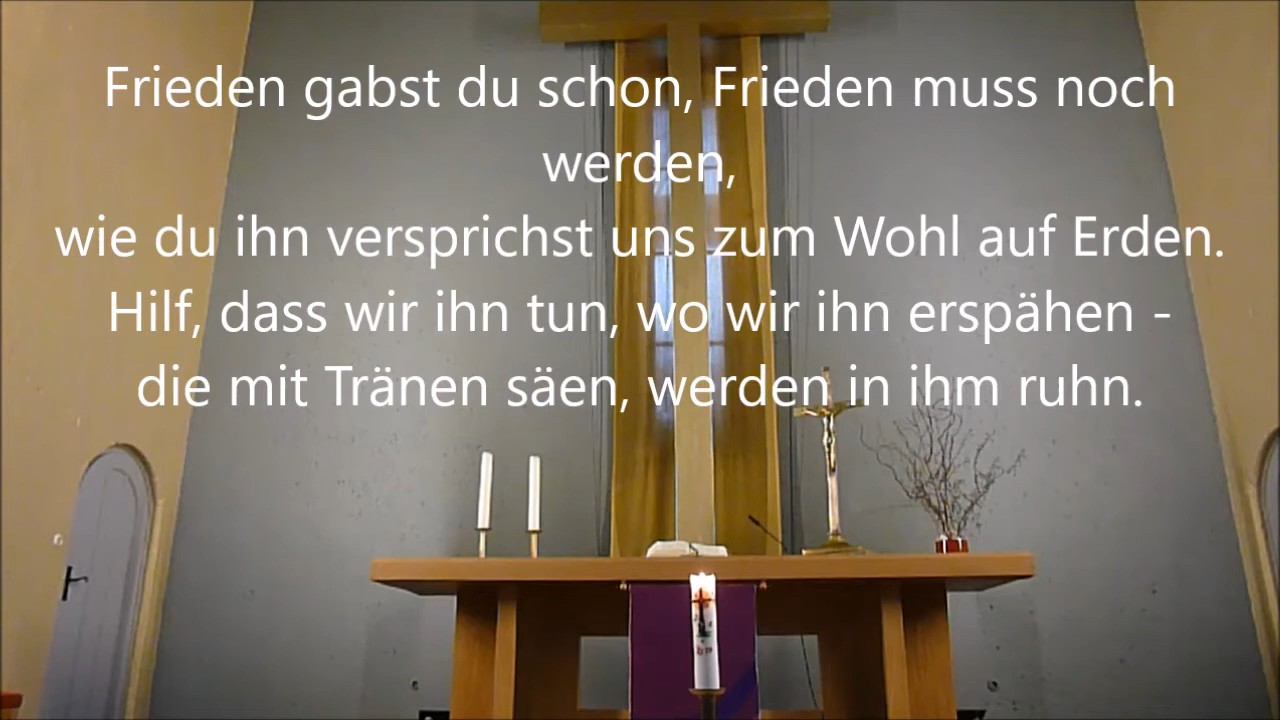 Frieden gabst du schon, Frieden muss noch
werden,
wie du ihn versprichst uns zum Wohl auf Erden.
Hilf, dass wir ihn tun, wo wir ihn erspähen -
die mit Tränen säen, werden in ihm ruhn.